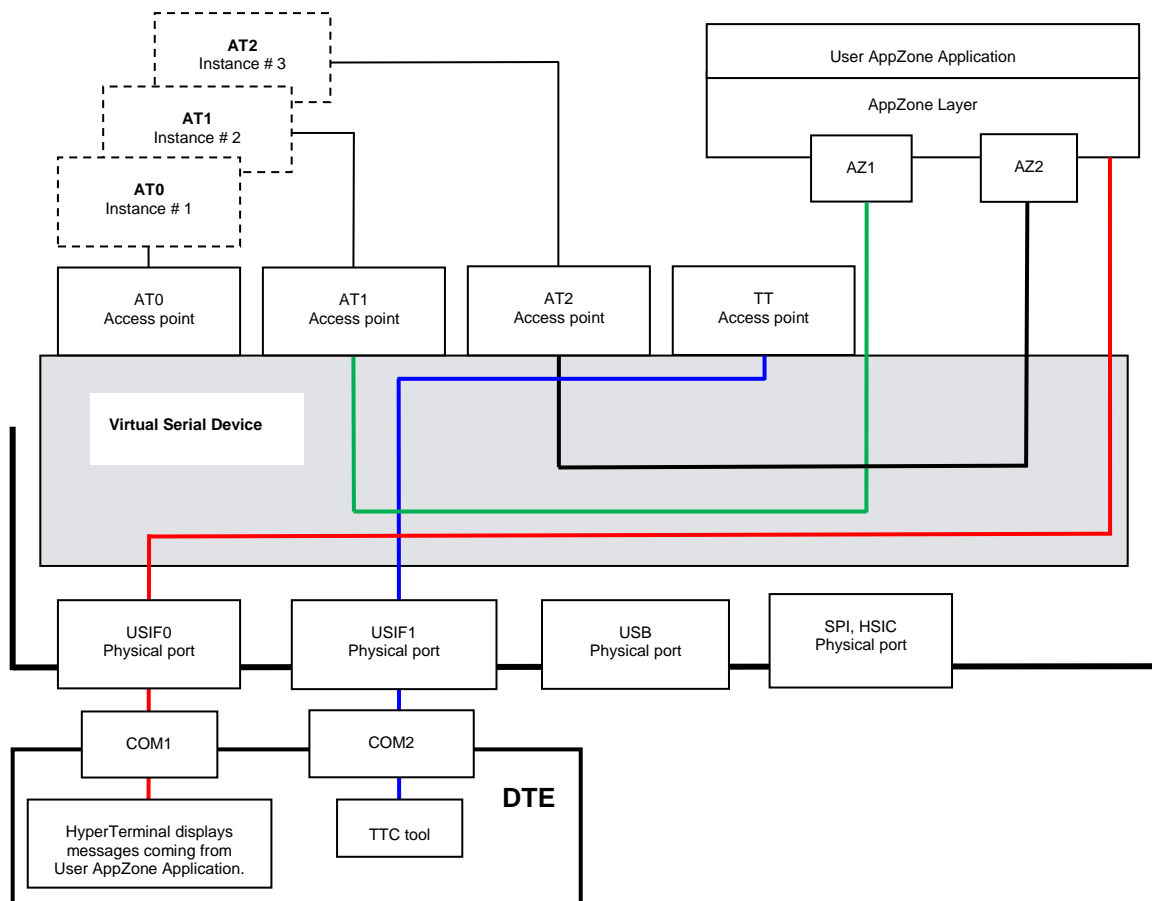 AT2
Instance # 3
AT1
Instance # 2
AT0
Instance # 1
User AppZone Application
AppZone Layer
AZ1
AZ2
AT0
Access point
AT1
Access point
AT2
Access point
TT
Access point
Virtual Serial Device
USIF0
Physical port
USIF1
Physical port
USB
Physical port
SPI, HSIC
Physical port
COM1
COM2
DTE
HyperTerminal displays
messages coming from
User AppZone Application.
TTC tool